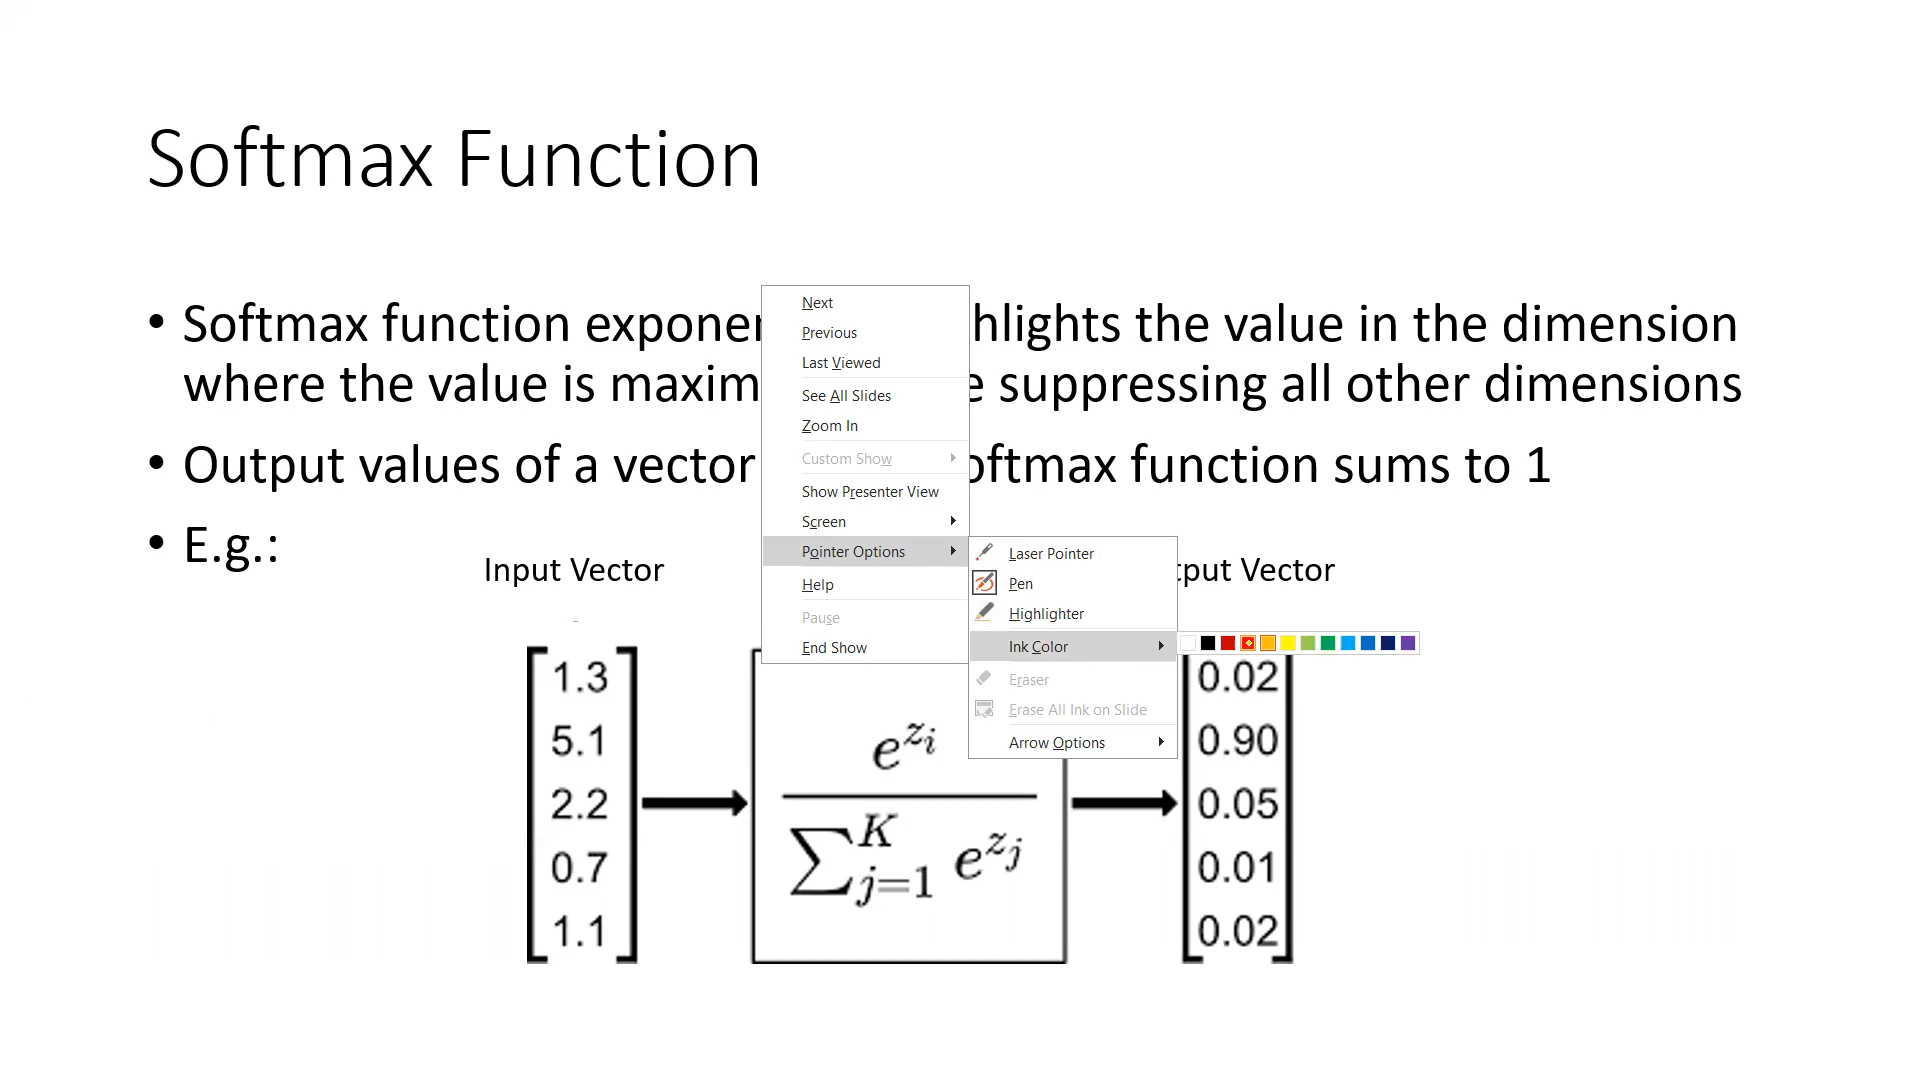 Softmax Function
• Softmax function hlights the value in the dimension
where the value is suppressing all other dimensions
• Output values of a vector function sums to 1
• E.g.:
Input Vector
Vector
Next
Previous
Last Viewed
See All Slides
Zoom In
Custom Show
Show Presenter View
Screen
Pointer Options
Help
Pause
End Show
Laser Pointer
Pen
Highlighter
Ink Color
Eraser
Erase All Ink on Slide
Arrow Options
1.3
5.1
2.2
0.7
1.1
e^{z_i}
∑_{j=1}^{K} e^{z_j}
0.02
0.90
0.05
0.01
0.02